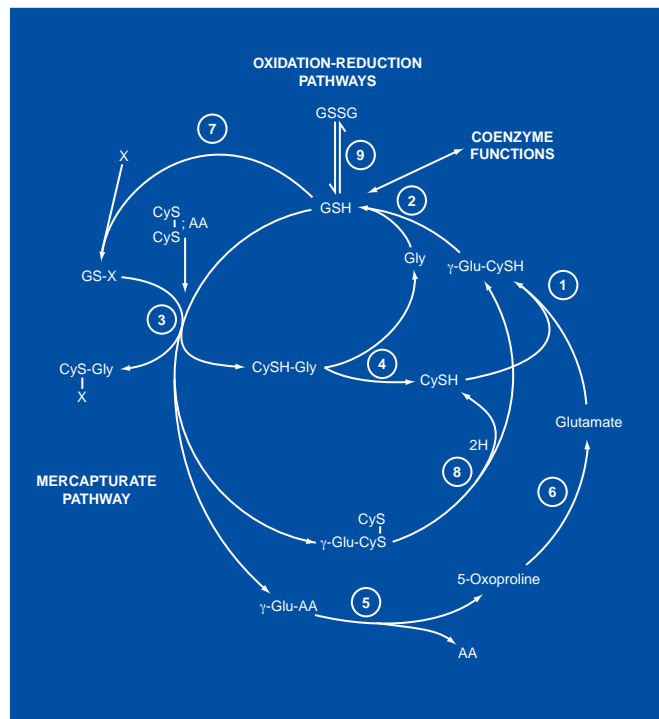 OXIDATION-REDUCTION
PATHWAYS
GSSG
7
9
COENZYME
FUNCTIONS
X
2
GSH
CyS
; AA
CyS
Gly
γ-Glu-CySH
1
GS-X
3
CyS-Gly
X
CySH-Gly
4
CySH
Glutamate
2H
8
6
MERCAPTURATE
PATHWAY
CyS
γ-Glu-CyS
5-Oxoproline
γ-Glu-AA
5
AA